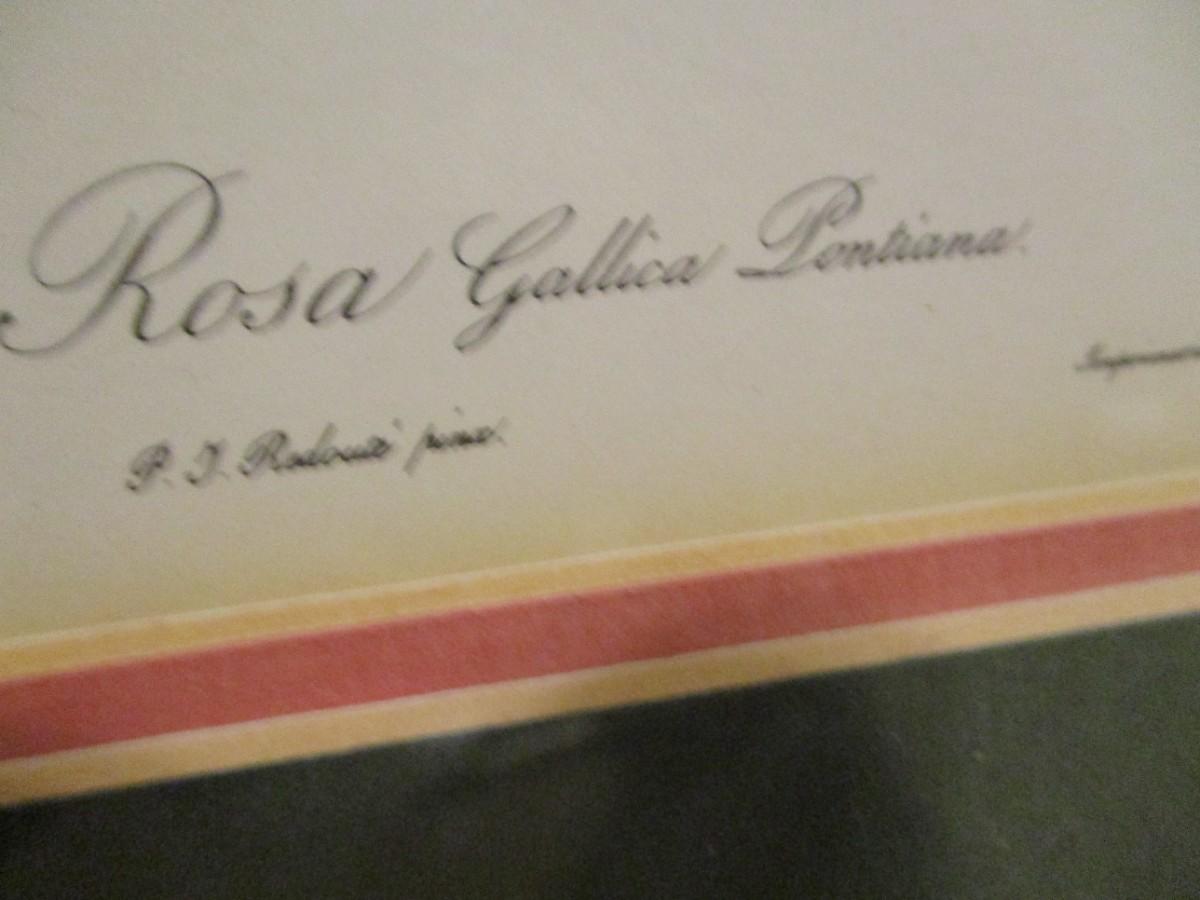 Rosa Gallica Pontiana.
P. J. Redouté pinx.